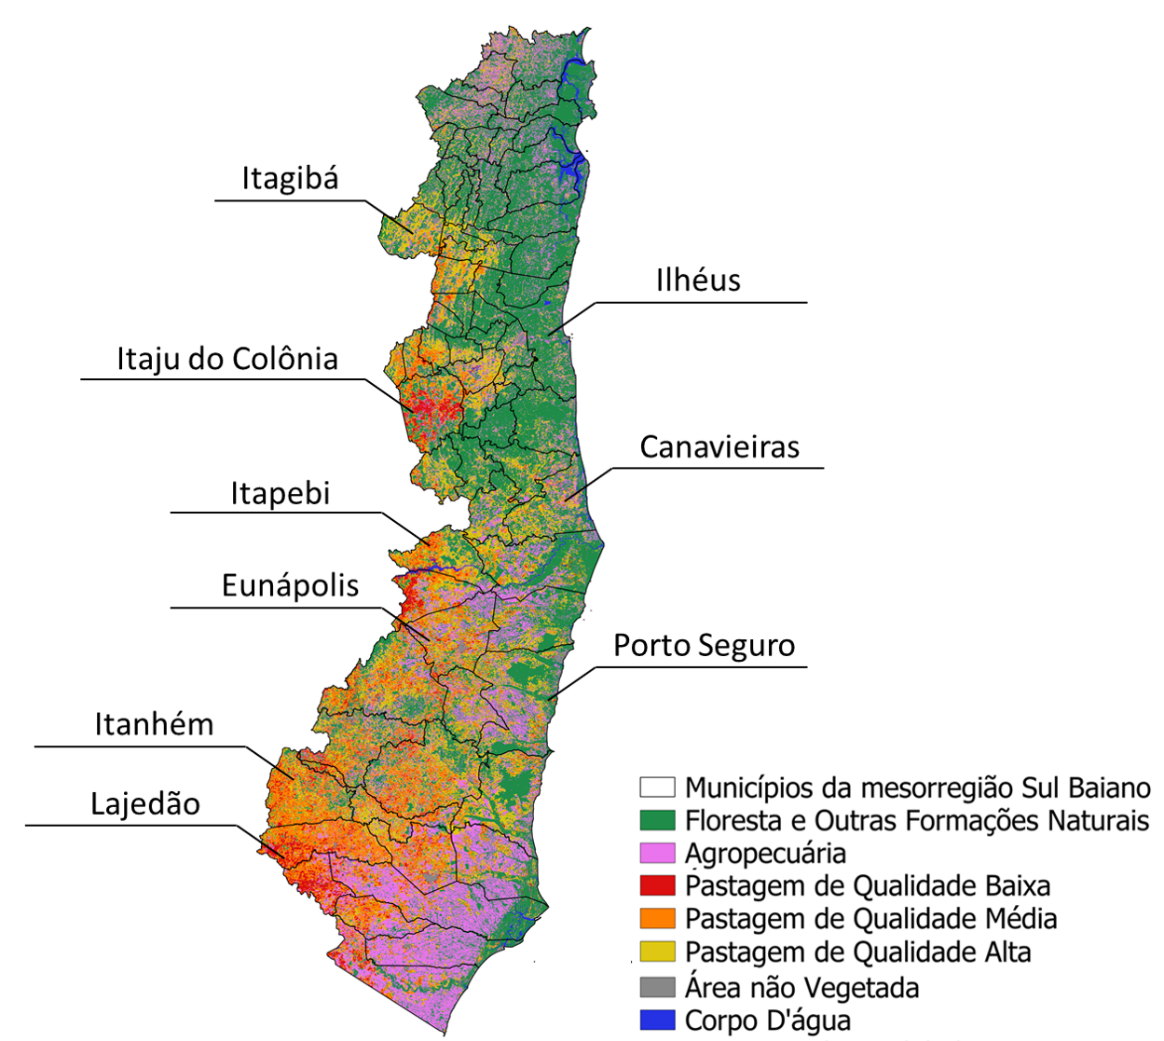 Itagibá
Ilhéus
Itaju do Colônia
Canavieiras
Itapebi
Eunápolis
Porto Seguro
Itanhém
Lajedão
Municípios da mesorregião Sul Baiano
Floresta e Outras Formações Naturais
Agropecuária
Pastagem de Qualidade Baixa
Pastagem de Qualidade Média
Pastagem de Qualidade Alta
Área não Vegetada
Corpo D'água